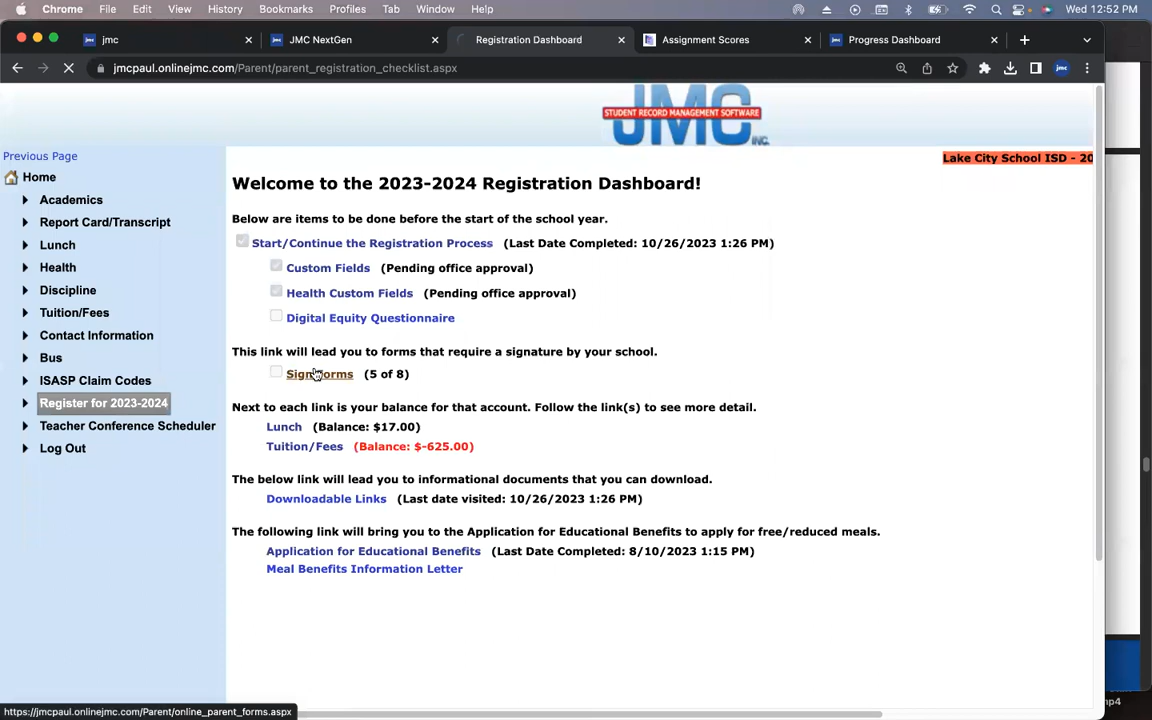 Chrome File Edit View History Bookmarks Profiles Tab Window Help Wed 12:52 PM
jmc JMC NextGen Registration Dashboard Assignment Scores jmc Progress Dashboard
jmcpaul.onlinejmc.com/Parent/parent_registration_checklist.aspx jmc
JMC INC.
STUDENT RECORD MANAGEMENT SOFTWARE
Previous Page
Lake City School ISD - 20
Home
Academics
Report Card/Transcript
Lunch
Health
Discipline
Tuition/Fees
Contact Information
Bus
ISASP Claim Codes
Register for 2023-2024
Teacher Conference Scheduler
Log Out
Welcome to the 2023-2024 Registration Dashboard!
Below are items to be done before the start of the school year.
Start/Continue the Registration Process (Last Date Completed: 10/26/2023 1:26 PM)
Custom Fields (Pending office approval)
Health Custom Fields (Pending office approval)
Digital Equity Questionnaire
This link will lead you to forms that require a signature by your school.
Sign Forms (5 of 8)
Next to each link is your balance for that account. Follow the link(s) to see more detail.
Lunch (Balance: $17.00)
Tuition/Fees (Balance: $-625.00)
The below link will lead you to informational documents that you can download.
Downloadable Links (Last date visited: 10/26/2023 1:26 PM)
The following link will bring you to the Application for Educational Benefits to apply for free/reduced meals.
Application for Educational Benefits (Last Date Completed: 8/10/2023 1:15 PM)
Meal Benefits Information Letter
https://jmcpaul.onlinejmc.com/Parent/online_parent_forms.aspx
mp4